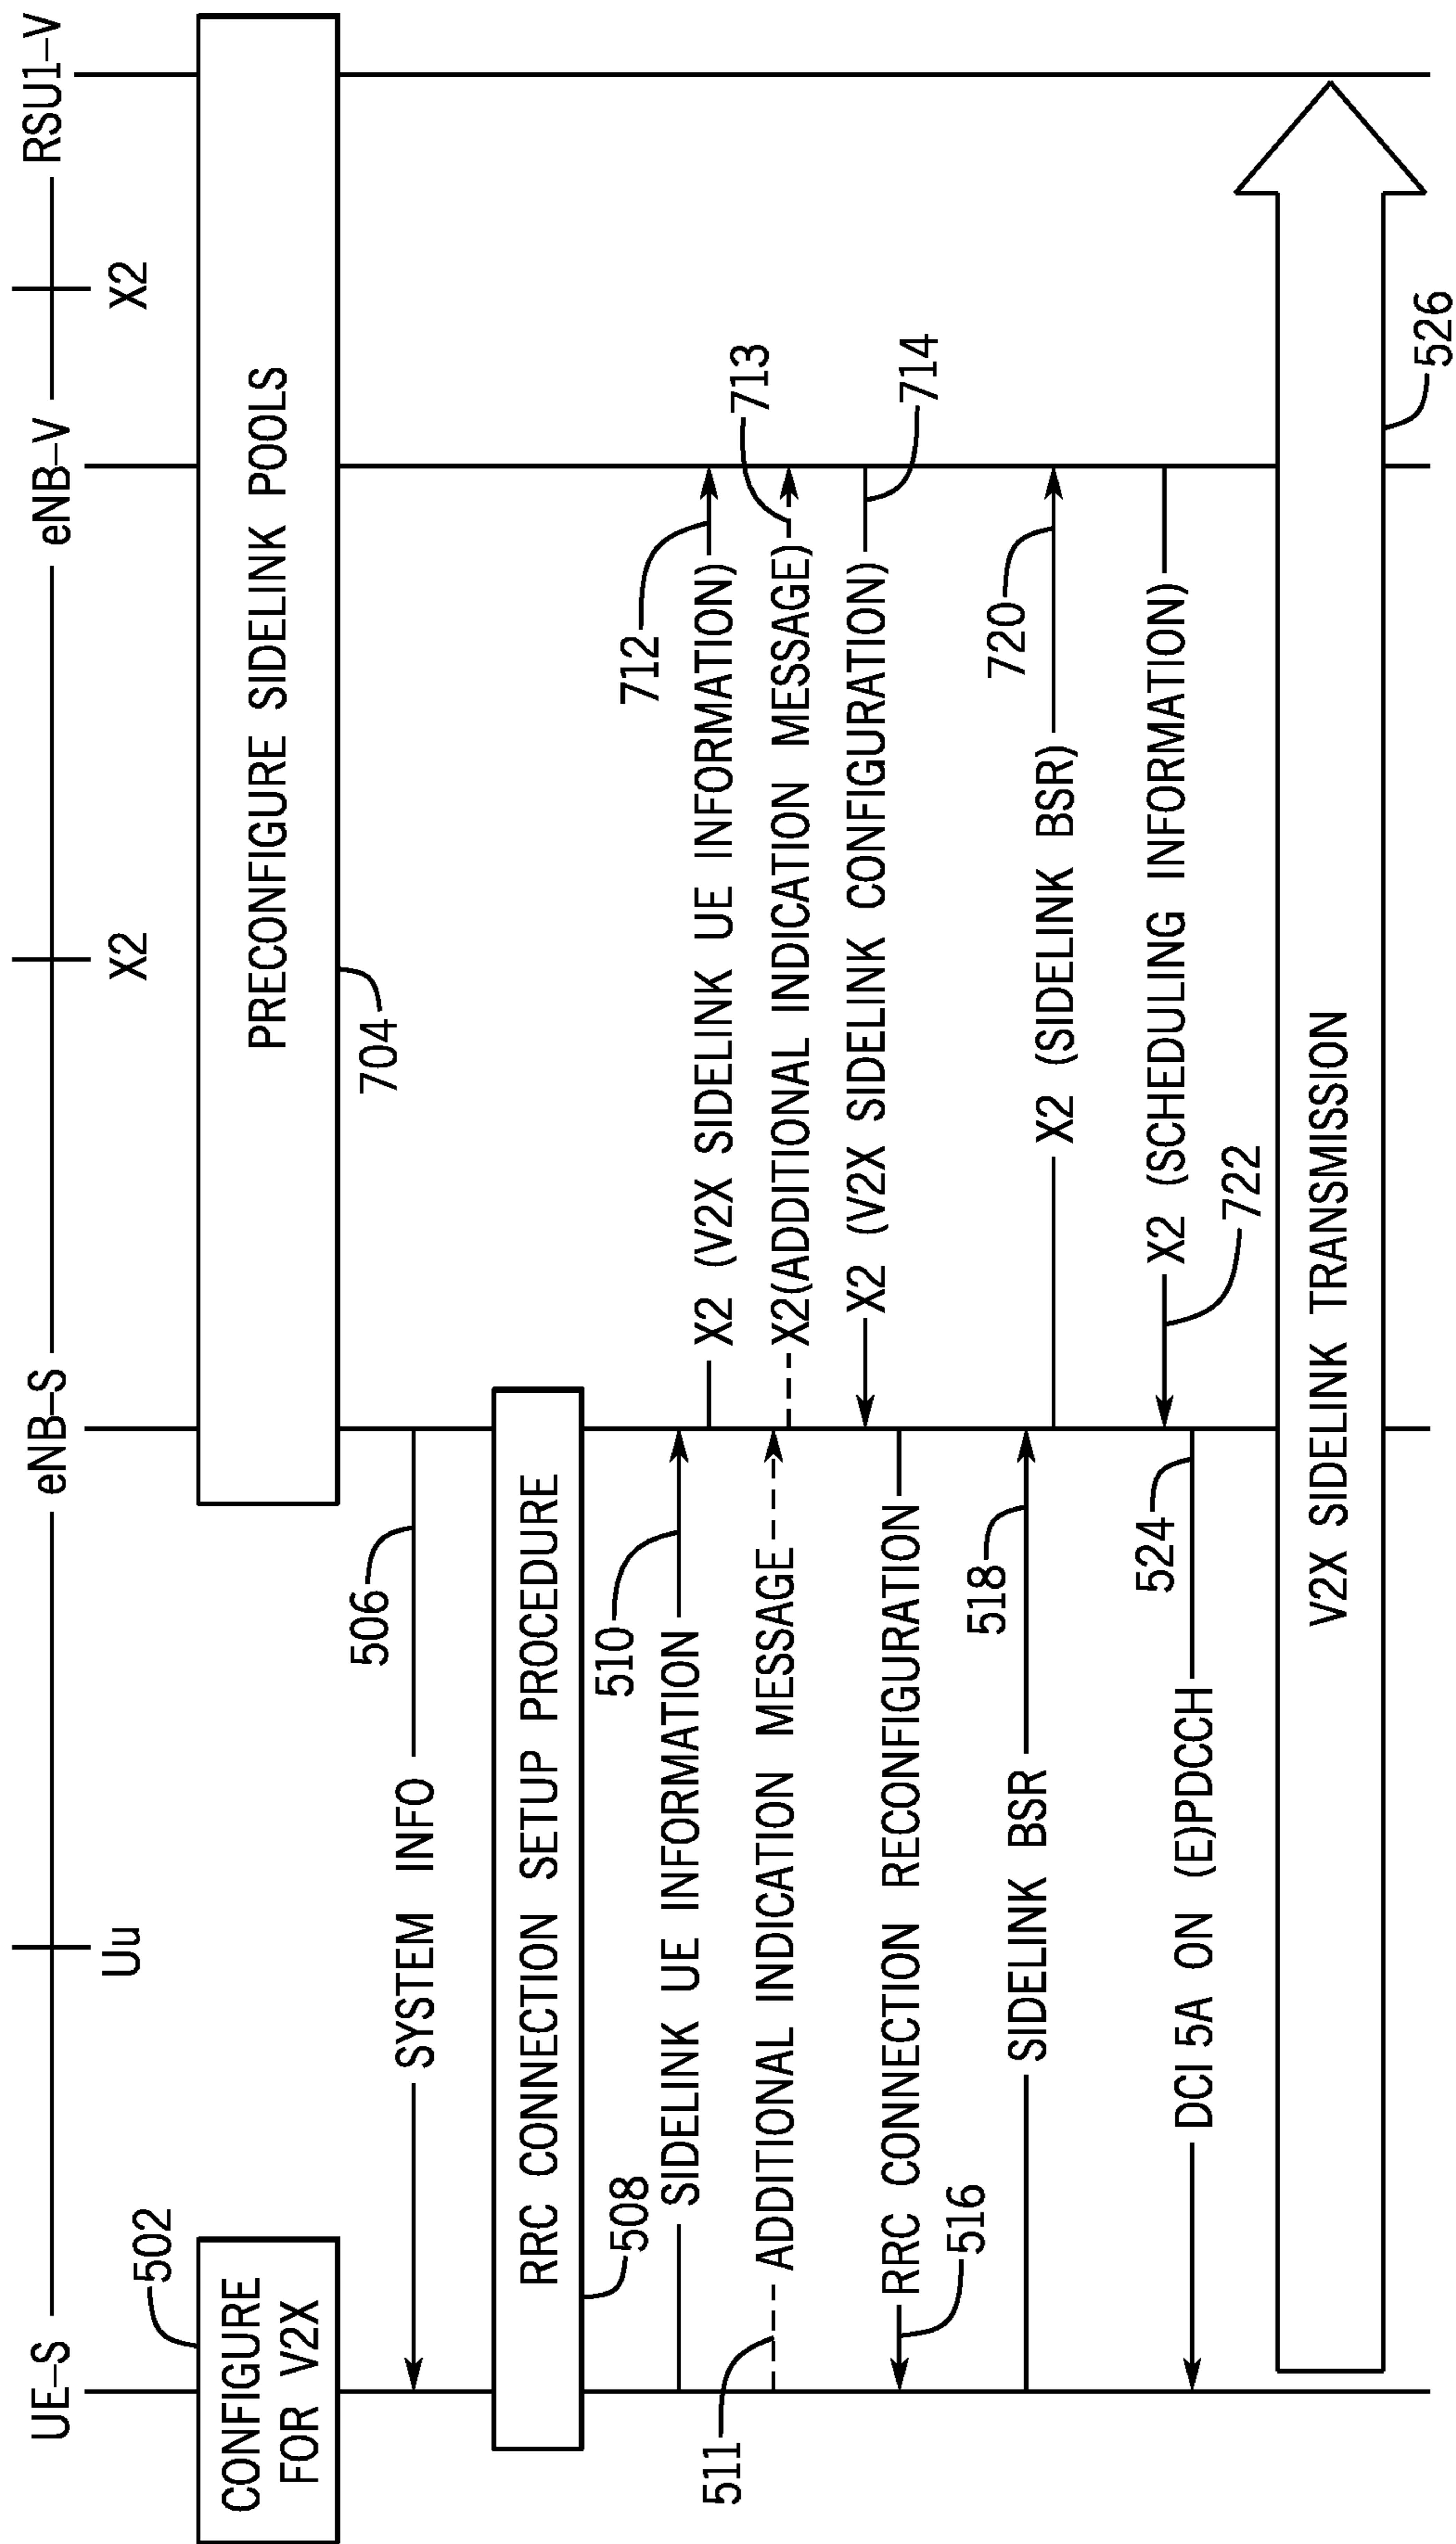 UE–S
eNB–S
eNB–V
RSU1–V
Uu
X2
X2
CONFIGURE
FOR V2X
502
PRECONFIGURE SIDELINK POOLS
704
SYSTEM INFO
506
RRC CONNECTION SETUP PROCEDURE
508
SIDELINK UE INFORMATION
510
X2 (V2X SIDELINK UE INFORMATION)
712
ADDITIONAL INDICATION MESSAGE
511
X2(ADDITIONAL INDICATION MESSAGE)
713
X2 (V2X SIDELINK CONFIGURATION)
714
RRC CONNECTION RECONFIGURATION
516
SIDELINK BSR
518
X2 (SIDELINK BSR)
720
X2 (SCHEDULING INFORMATION)
722
DCI 5A ON (E)PDCCH
524
V2X SIDELINK TRANSMISSION
526